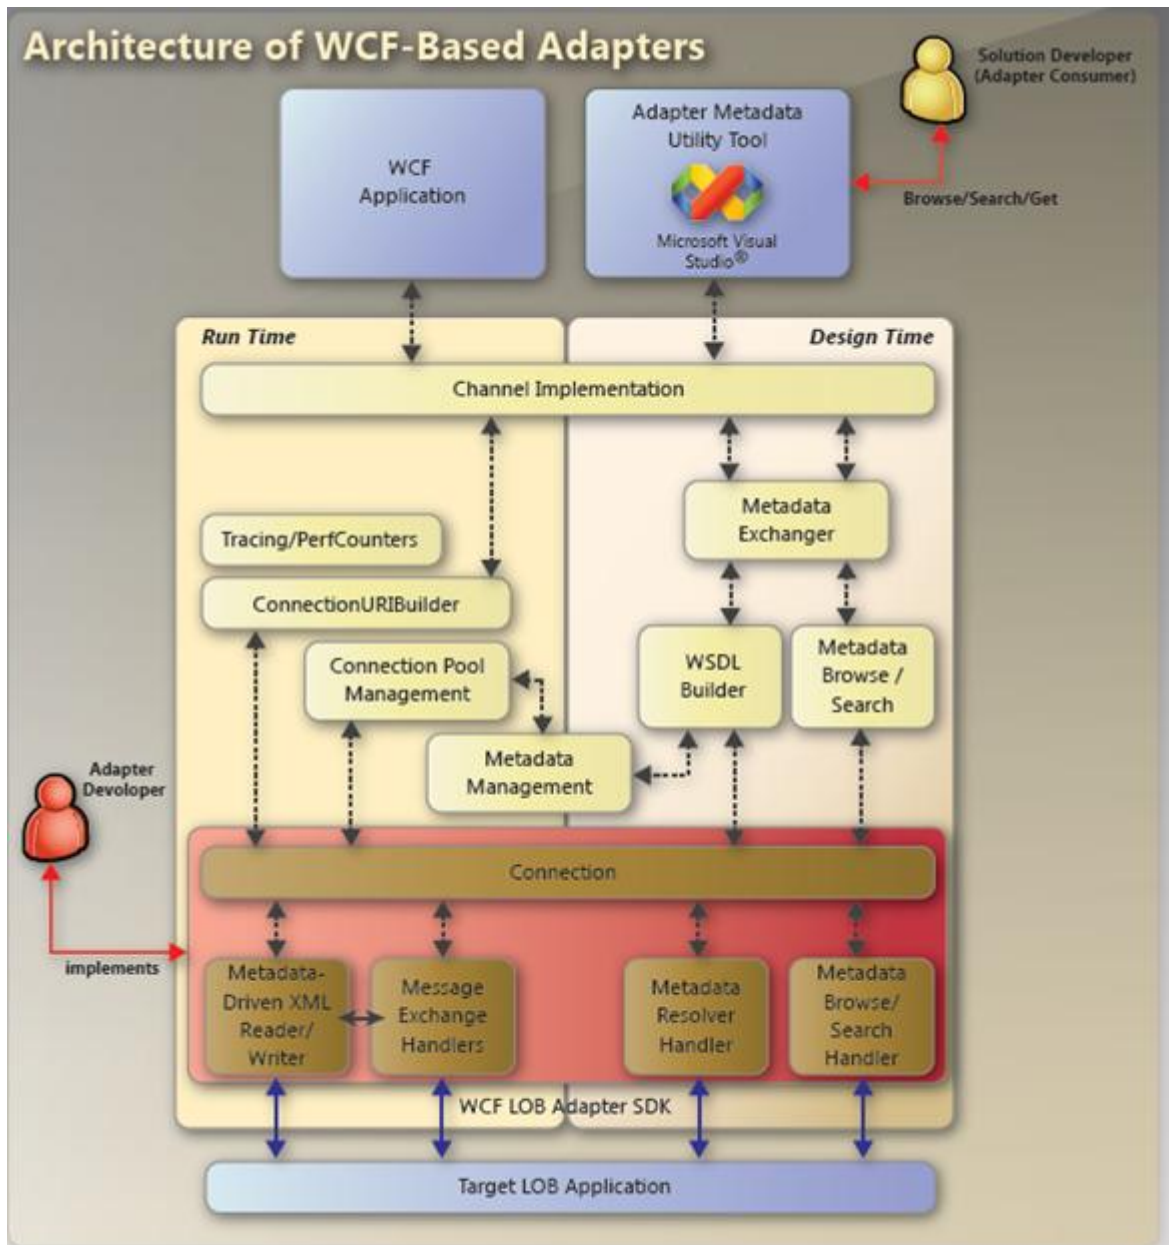 Architecture of WCF-Based Adapters
Solution Developer
(Adapter Consumer)
WCF
Application
Adapter Metadata
Utility Tool
Microsoft Visual
Studio®
Browse/Search/Get
Run Time
Design Time
Channel Implementation
Metadata
Exchanger
Tracing/PerfCounters
ConnectionURIBuilder
Connection Pool
Management
WSDL
Builder
Metadata
Browse /
Search
Metadata
Management
Adapter
Devoloper
implements
Connection
Metadata-
Driven XML
Reader/
Writer
Message
Exchange
Handlers
Metadata
Resolver
Handler
Metadata
Browse/
Search
Handler
WCF LOB Adapter SDK
Target LOB Application